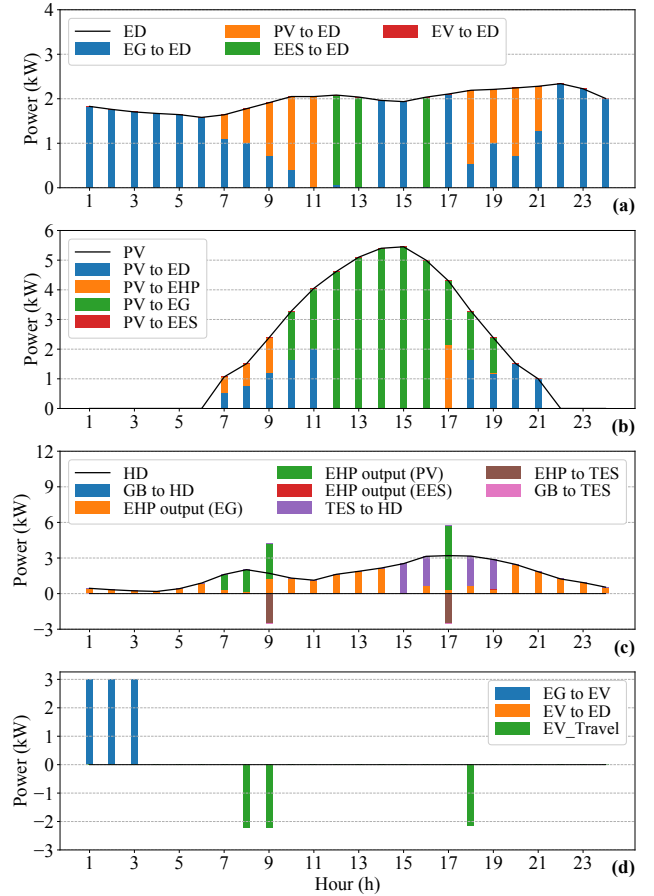 4
3
2
1
0
Power (kW)
ED
EG to ED
PV to ED
EES to ED
EV to ED
1 3 5 7 9 11 13 15 17 19 21 23
(a)
6
5
4
3
2
1
0
Power (kW)
PV
PV to ED
PV to EHP
PV to EG
PV to EES
1 3 5 7 9 11 13 15 17 19 21 23
(b)
12
9
6
3
0
−3
Power (kW)
HD
GB to HD
EHP output (EG)
EHP output (PV)
EHP output (EES)
TES to HD
EHP to TES
GB to TES
1 3 5 7 9 11 13 15 17 19 21 23
(c)
3
2
1
0
−1
−2
−3
Power (kW)
EG to EV
EV to ED
EV_Travel
1 3 5 7 9 11 13 15 17 19 21 23
(d)
Hour (h)